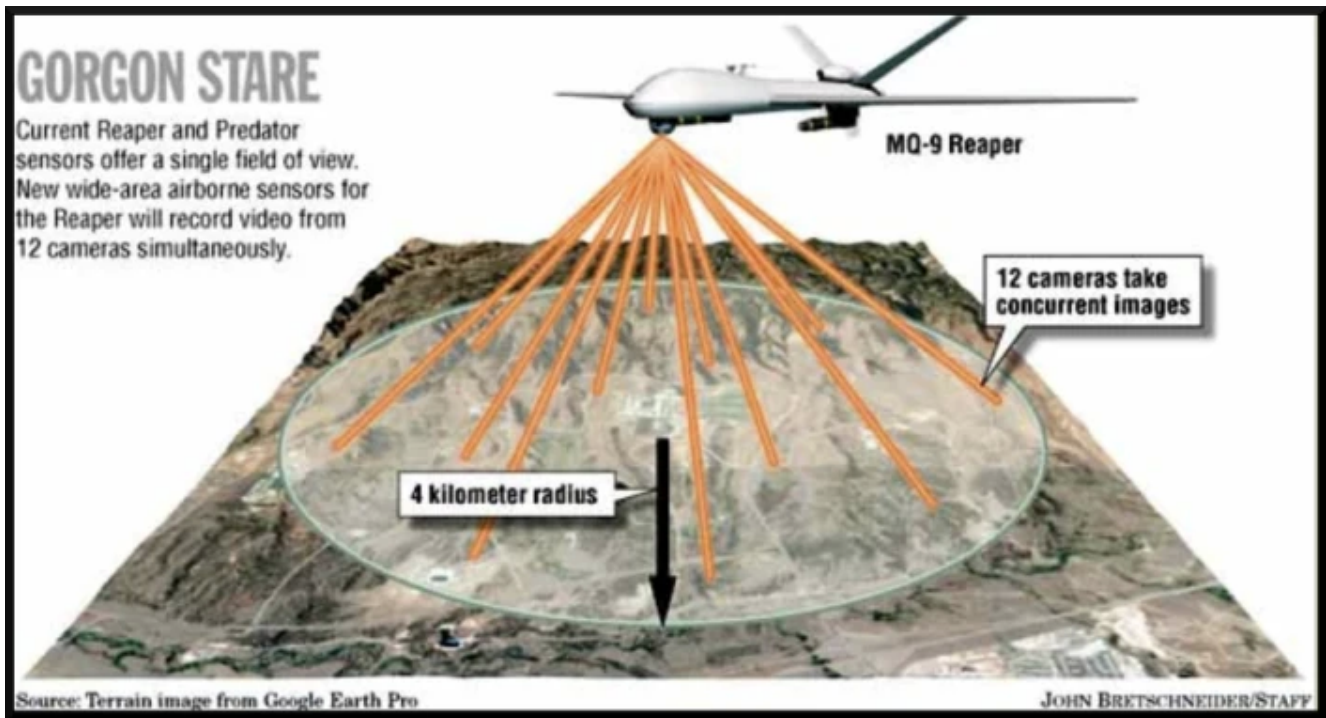 GORGON STARE
Current Reaper and Predator
sensors offer a single field of view.
New wide-area airborne sensors for
the Reaper will record video from
12 cameras simultaneously.
MQ-9 Reaper
12 cameras take
concurrent images
4 kilometer radius
Source: Terrain image from Google Earth Pro
JOHN BRETSCHNEIDER/STAFF